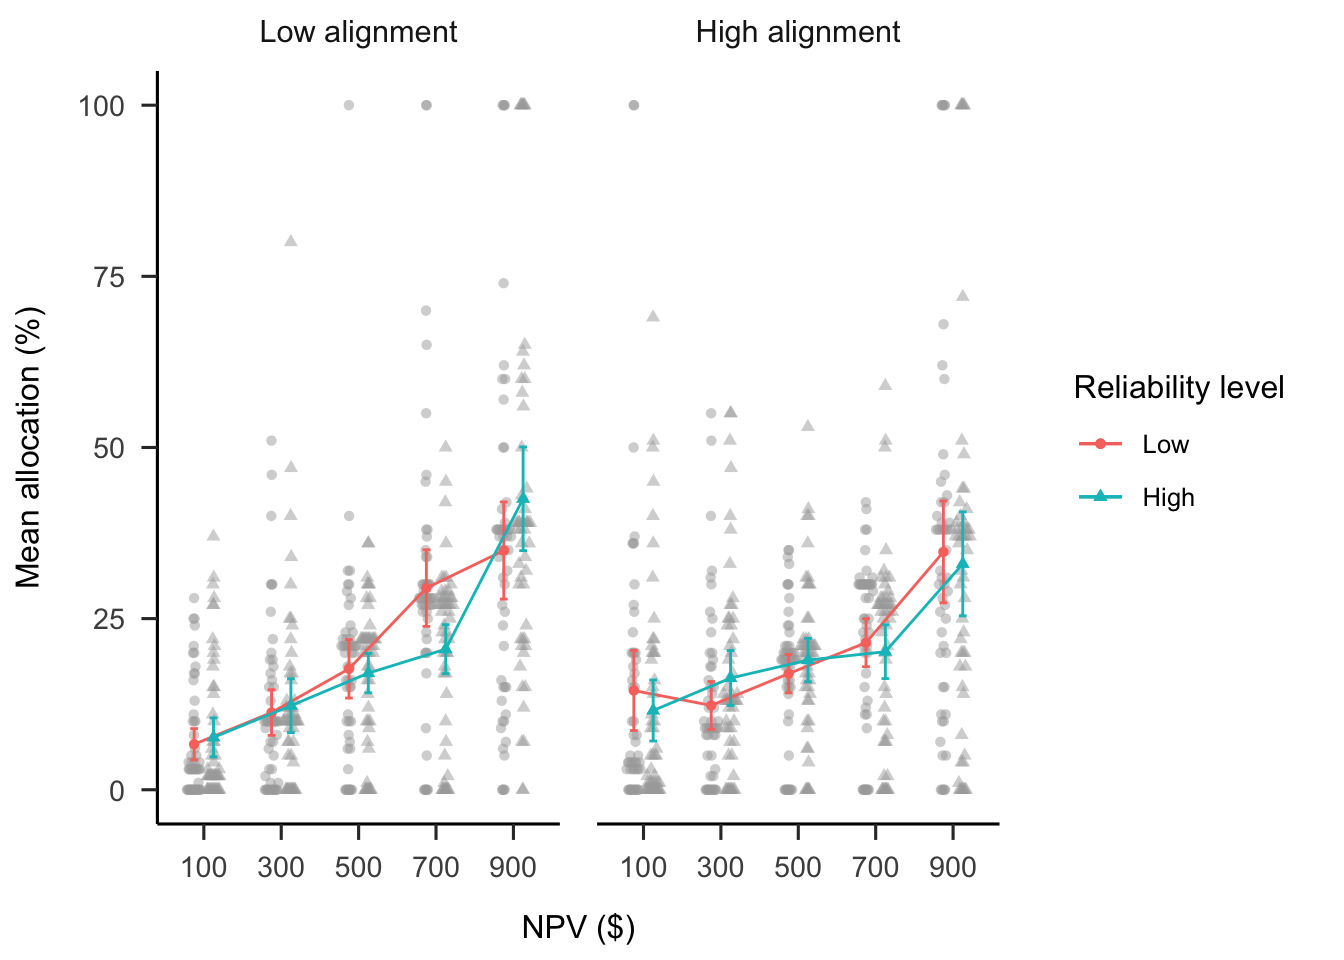 Low alignment
High alignment
Mean allocation (%)
100
75
50
25
0
100 300 500 700 900
100 300 500 700 900
NPV ($)
Reliability level
Low
High